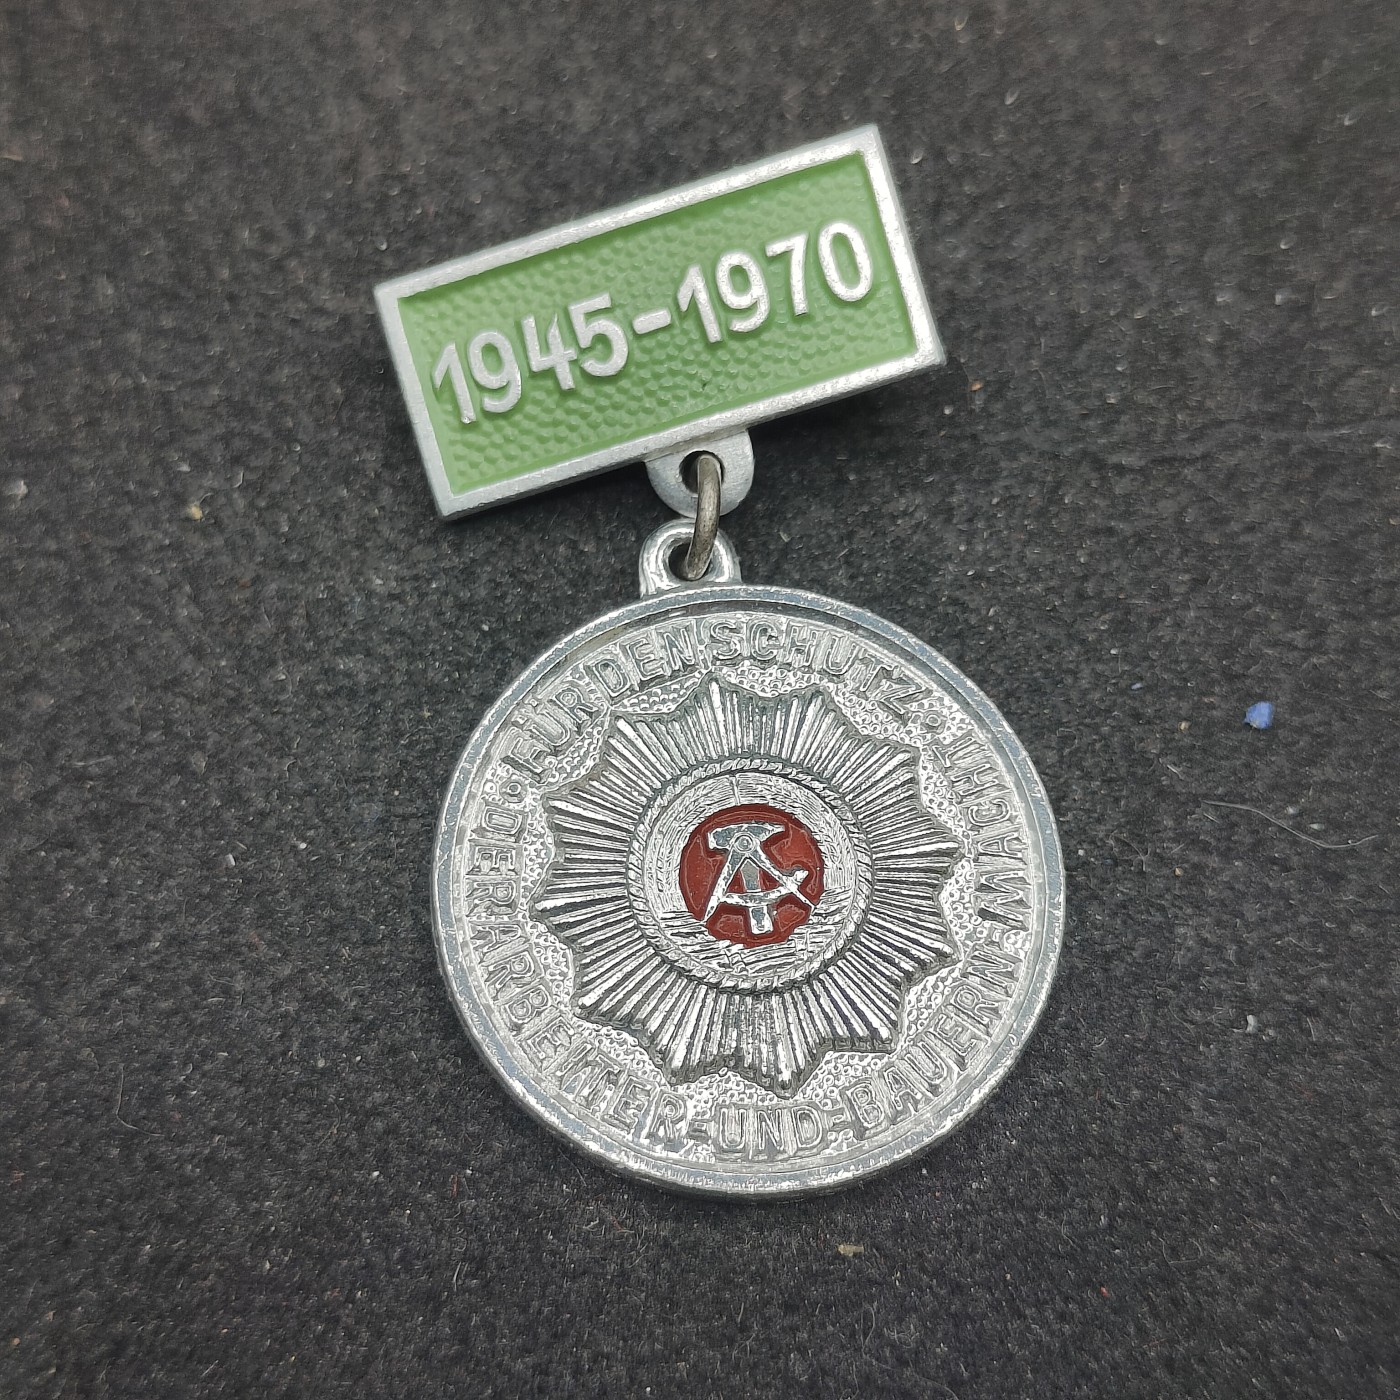 1945-1970
FÜR DEN SCHUTZ
DER ARBEITER-UND-BAUERN-MACHT